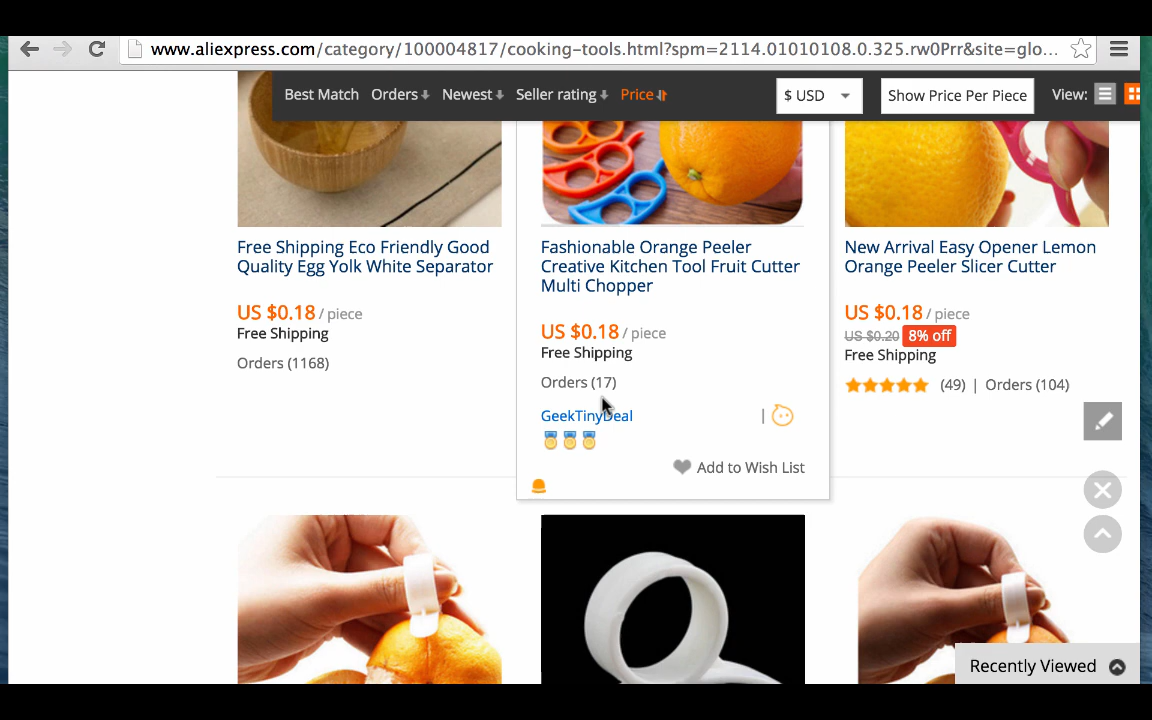 www.aliexpress.com/category/100004817/cooking-tools.html?spm=2114.01010108.0.325.rw0Prr&site=glo...
Best Match Orders Newest Seller rating Price $ USD Show Price Per Piece View:
Free Shipping Eco Friendly Good
Quality Egg Yolk White Separator
US $0.18 / piece
Free Shipping
Orders (1168)
Fashionable Orange Peeler
Creative Kitchen Tool Fruit Cutter
Multi Chopper
US $0.18 / piece
Free Shipping
Orders (17)
GeekTinyDeal |
Add to Wish List
New Arrival Easy Opener Lemon
Orange Peeler Slicer Cutter
US $0.18 / piece
US $0.20 8% off
Free Shipping
(49) | Orders (104)
Recently Viewed